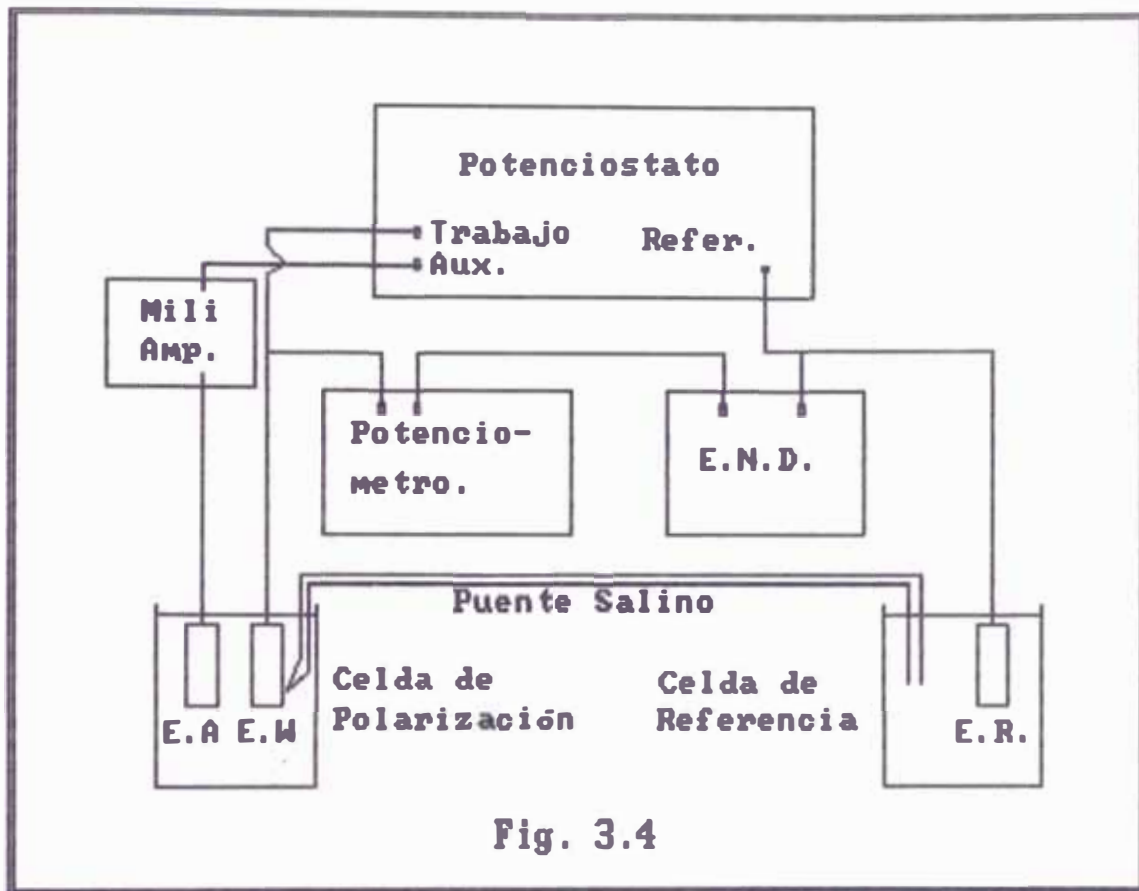 Potenciostato
Trabajo
Refer.
Aux.
Mili
Amp.
Potencio-
metro.
E.N.D.
Puente Salino
Celda de
Polarización
Celda de
Referencia
E.A E.W
E.R.
Fig. 3.4